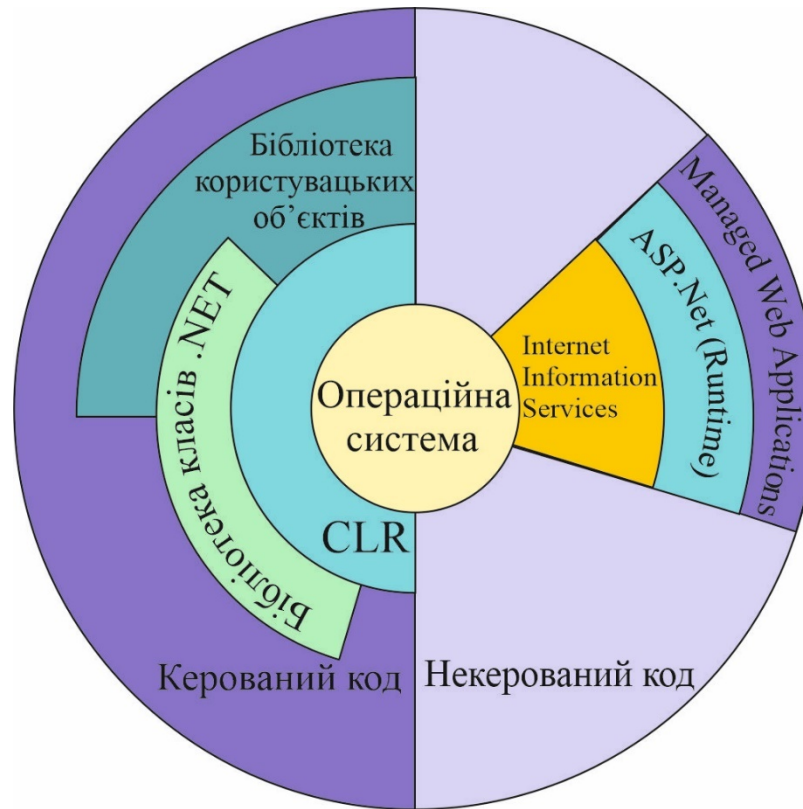 Бібліотека
користувацьких
об’єктів
Бібліотека класів .NET
CLR
Керований код
Операційна
система
Internet
Information
Services
ASP.Net (Runtime)
Managed Web Applications
Некерований код